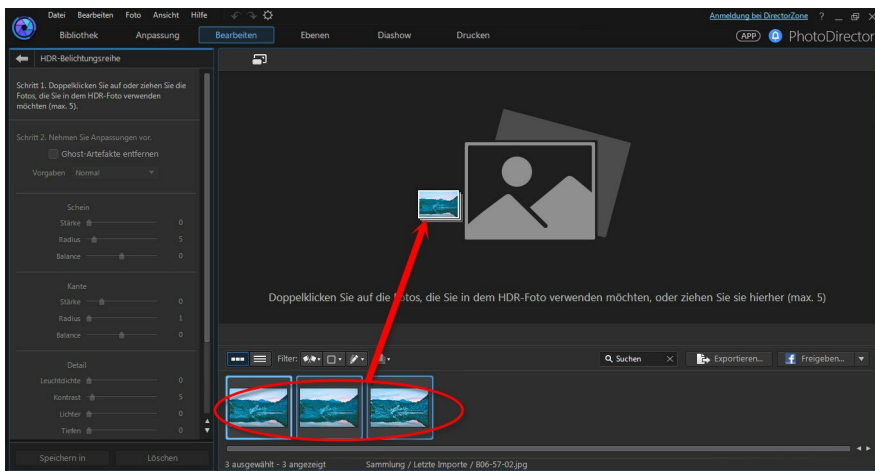 Datei Bearbeiten Foto Ansicht Hilfe
Anmeldung bei DirectorZone ?
Bibliothek Anpassung Bearbeiten Ebenen Diashow Drucken
APP PhotoDirector
HDR-Belichtungsreihe
Schritt 1. Doppelklicken Sie auf oder ziehen Sie die
Fotos, die Sie in dem HDR-Foto verwenden
möchten (max. 5).
Schritt 2. Nehmen Sie Anpassungen vor.
Ghost-Artefakte entfernen
Vorgaben Normal
Schein
Stärke 0
Radius 5
Balance 0
Kante
Stärke 0
Radius 1
Balance 0
Detail
Leuchtdichte 0
Kontrast 5
Lichter 0
Tiefen 0
Speichern in Löschen
Doppelklicken Sie auf die Fotos, die Sie in dem HDR-Foto verwenden möchten, oder ziehen Sie sie hierher (max. 5)
Filter:
Suchen
Exportieren...
Freigeben...
3 ausgewählt - 3 angezeigt Sammlung / Letzte Importe / 806-57-02.jpg